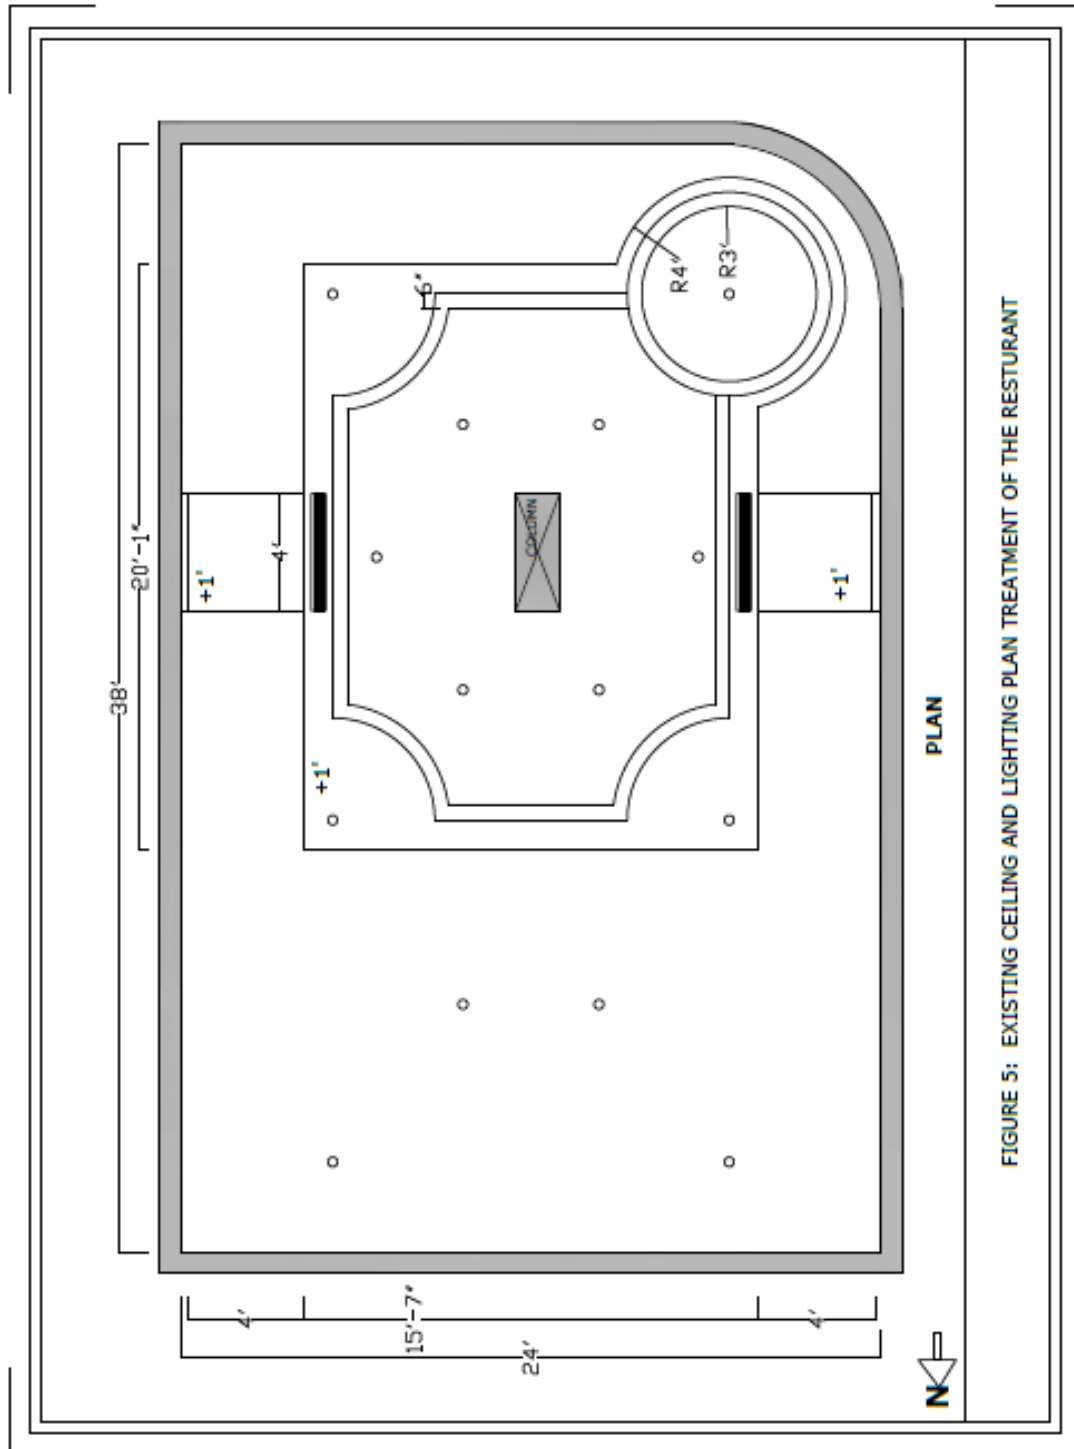 38'
20'-1"
+1'
4'
+1'
6"
R4'
R3'
COLUMN
+1'
4'
15'-7"
24'
4'
PLAN
N
FIGURE 5: EXISTING CEILING AND LIGHTING PLAN TREATMENT OF THE RESTURANT